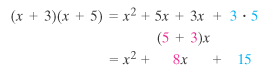 (x + 3)(x + 5) = x² + 5x + 3x + 3 · 5
(5 + 3)x
= x² + 8x + 15